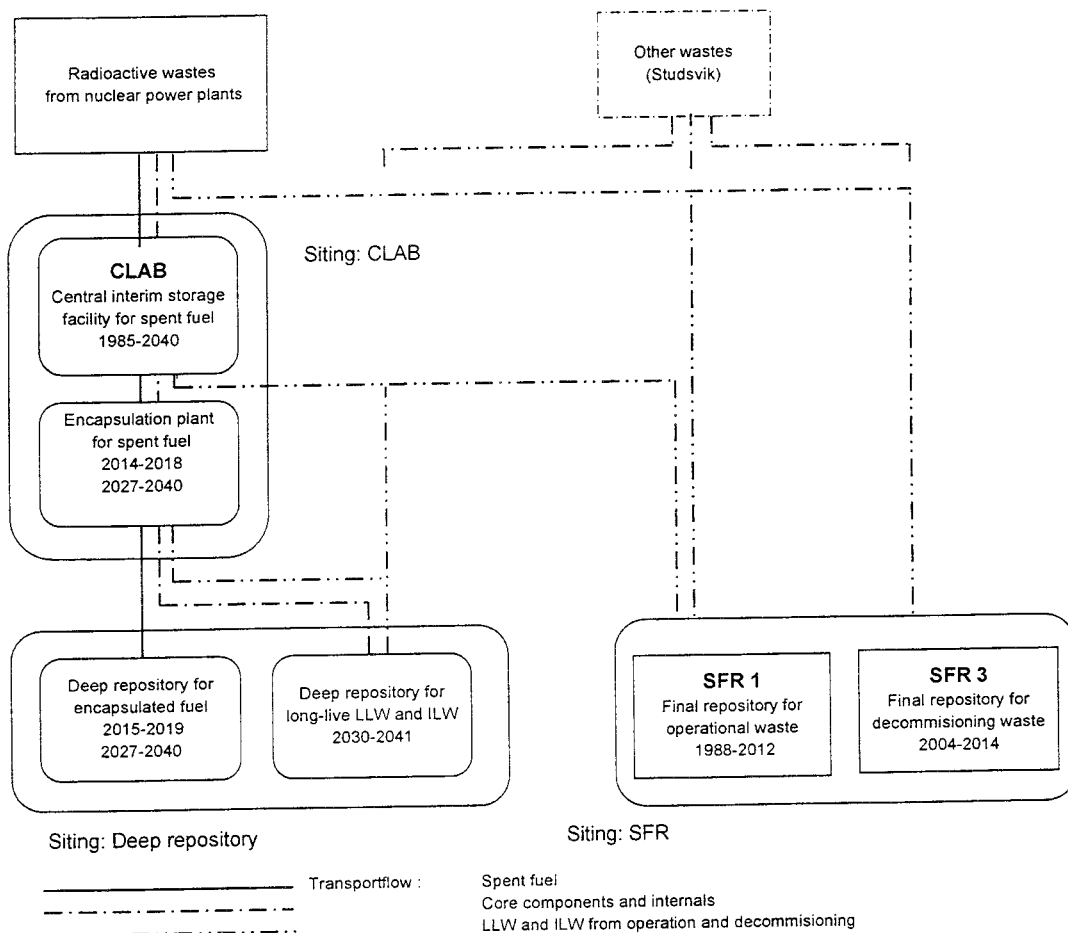 Radioactive wastes
from nuclear power plants
Other wastes
(Studsvik)
Siting: CLAB
CLAB
Central interim storage
facility for spent fuel
1985-2040
Encapsulation plant
for spent fuel
2014-2018
2027-2040
Deep repository for
encapsulated fuel
2015-2019
2027-2040
Deep repository for
long-live LLW and ILW
2030-2041
SFR 1
Final repository for
operational waste
1988-2012
SFR 3
Final repository for
decommisioning waste
2004-2014
Siting: Deep repository
Siting: SFR
Transportflow : Spent fuel
Core components and internals
LLW and ILW from operation and decommisioning